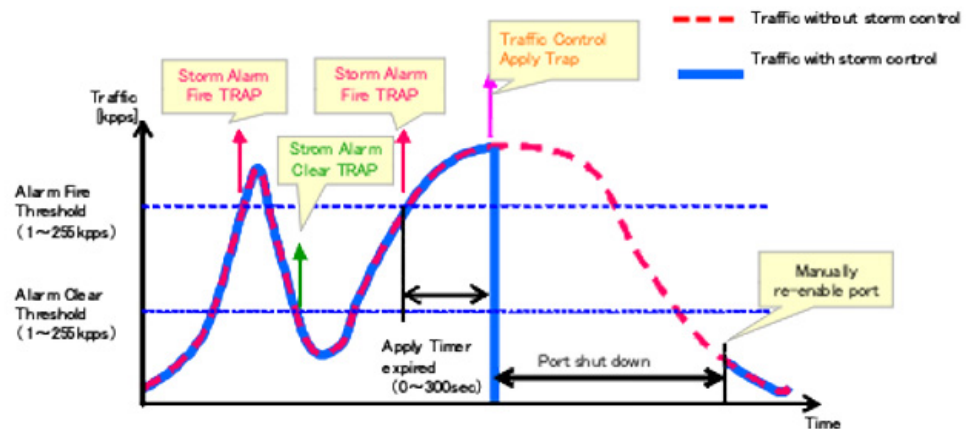 Traffic without storm control
Traffic with storm control
Traffic Control
Apply Trap
Storm Alarm
Fire TRAP
Storm Alarm
Fire TRAP
Strom Alarm
Clear TRAP
Traffic
[kpps]
Alarm Fire
Threshold
(1～255kpps)
Alarm Clear
Threshold
(1～255kpps)
Manually
re-enable port
Apply Timer
expired
(0～300sec)
Port shut down
Time